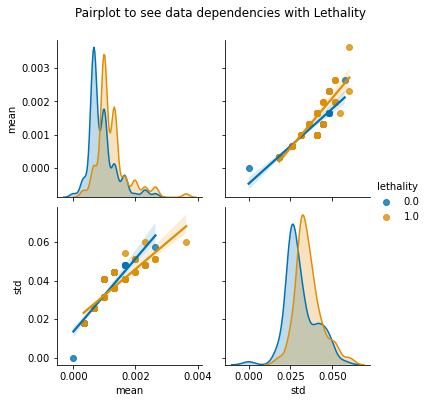 Pairplot to see data dependencies with Lethality
0.003
0.002
0.001
0.000
mean
lethality
0.0
1.0
0.06
0.04
0.02
0.00
std
0.000 0.002 0.004
mean
0.000 0.025 0.050
std